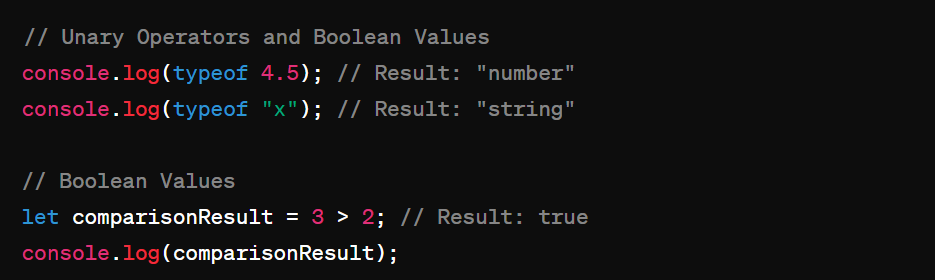 // Unary Operators and Boolean Values
console.log(typeof 4.5); // Result: "number"
console.log(typeof "x"); // Result: "string"
// Boolean Values
let comparisonResult = 3 > 2; // Result: true
console.log(comparisonResult);